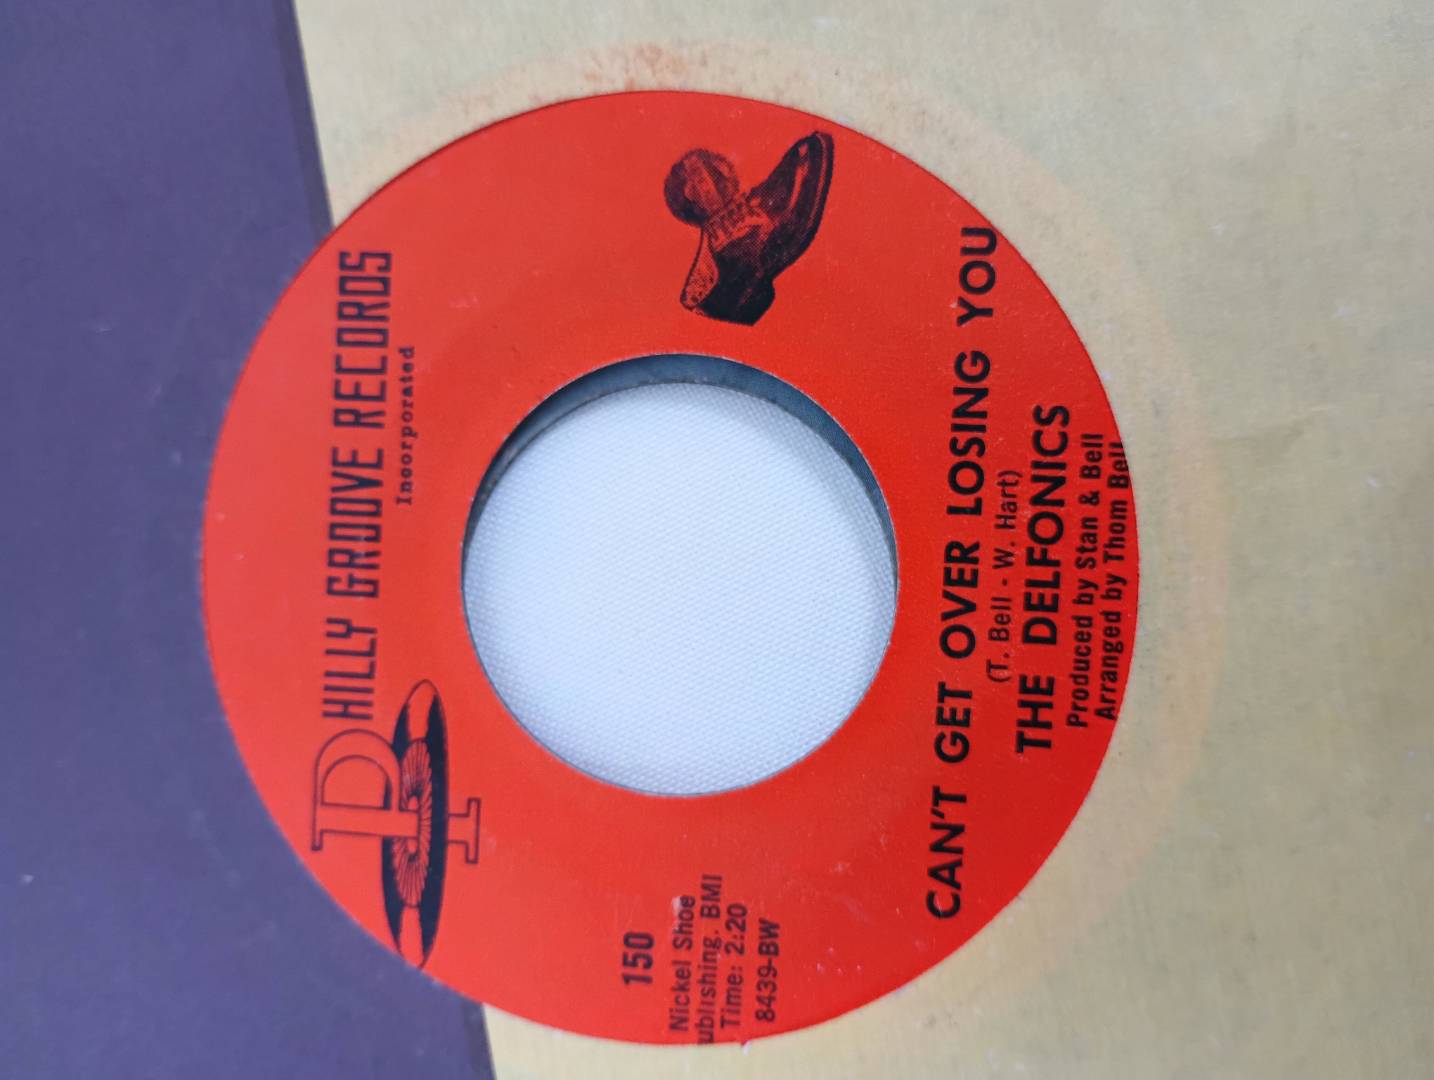 PHILLY GROOVE RECORDS
Incorporated
150
Nickel Shoe
ublishing. BMI
Time: 2:20
8439-BW
CAN'T GET OVER LOSING YOU
(T. Bell - W. Hart)
THE DELFONICS
Produced by Stan & Bell
Arranged by Thom Bell